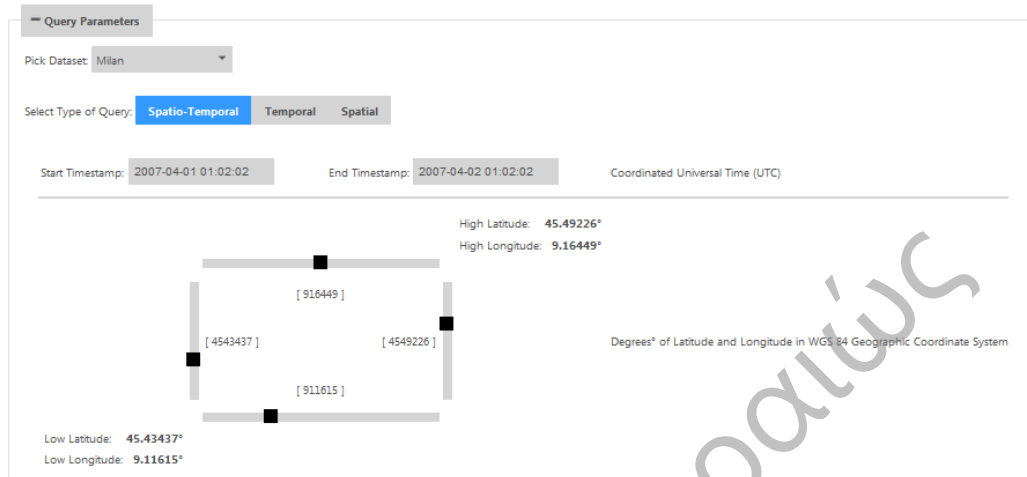 Query Parameters
Pick Dataset: Milan
Select Type of Query: Spatio-Temporal Temporal Spatial
Start Timestamp: 2007-04-01 01:02:02 End Timestamp: 2007-04-02 01:02:02 Coordinated Universal Time (UTC)
High Latitude: 45.49226°
High Longitude: 9.16449°
[ 916449 ]
[ 4543437 ] [ 4549226 ] Degrees° of Latitude and Longitude in WGS 84 Geographic Coordinate System
[ 911615 ]
Low Latitude: 45.43437°
Low Longitude: 9.11615°
ραιώς